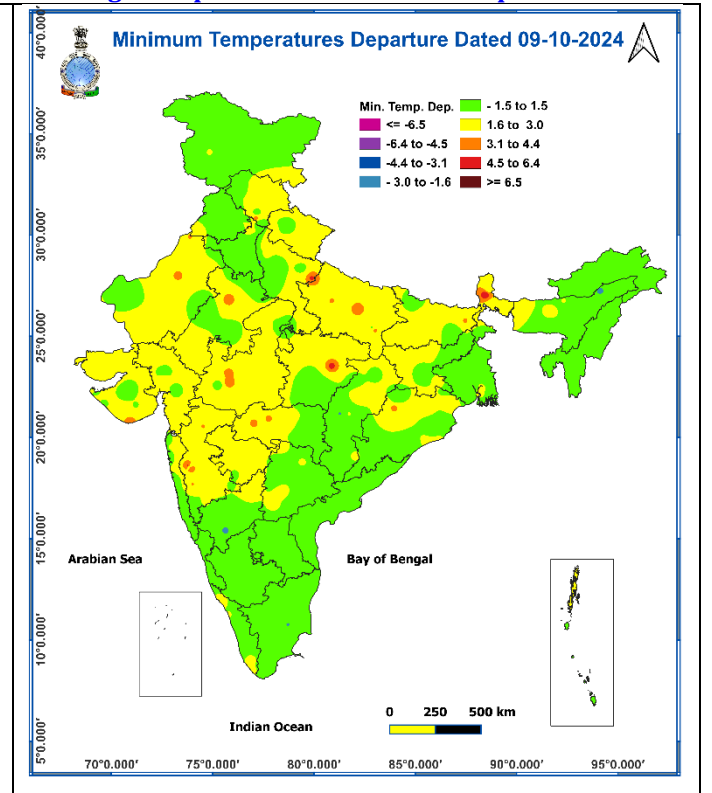 Minimum Temperatures Departure Dated 09-10-2024
Min. Temp. Dep.
<= -6.5
-6.4 to -4.5
-4.4 to -3.1
- 3.0 to -1.6
- 1.5 to 1.5
1.6 to 3.0
3.1 to 4.4
4.5 to 6.4
>= 6.5
40°0.000'
35°0.000'
30°0.000'
25°0.000'
20°0.000'
15°0.000'
10°0.000'
5°0.000'
Arabian Sea
Bay of Bengal
Indian Ocean
0 250 500 km
70°0.000' 75°0.000' 80°0.000' 85°0.000' 90°0.000' 95°0.000'